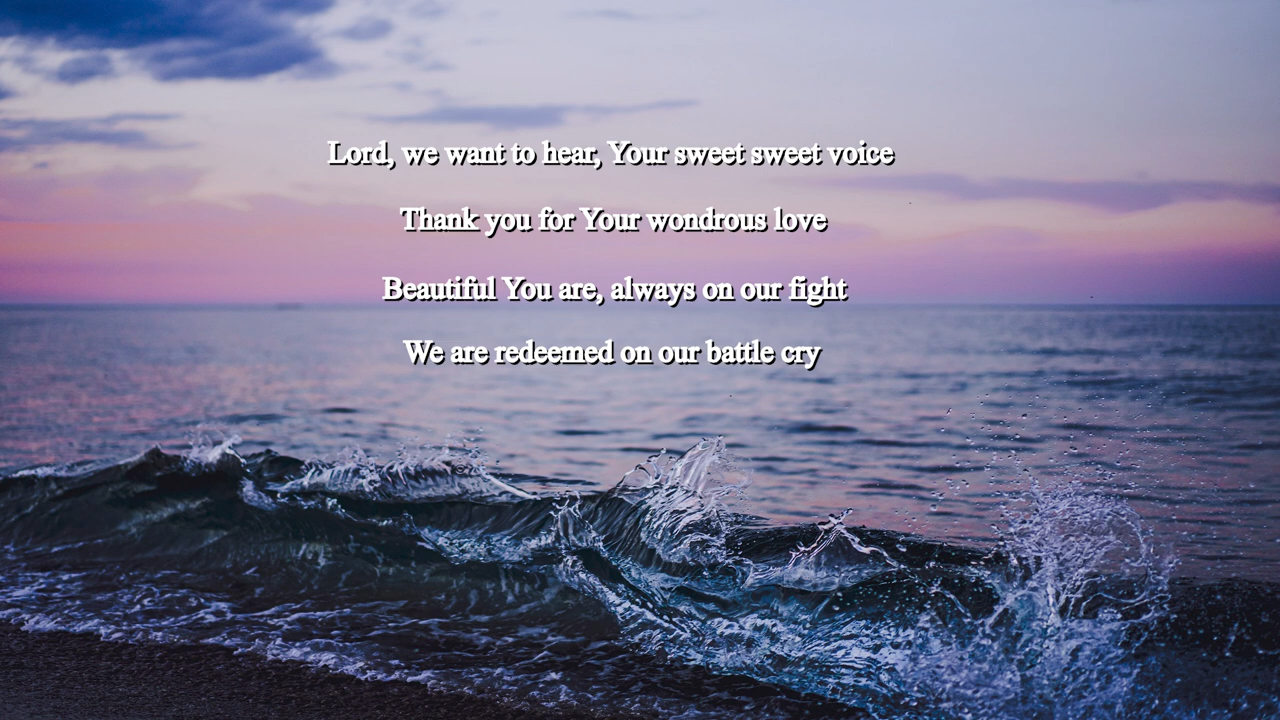 Lord, we want to hear, Your sweet sweet voice
Thank you for Your wondrous love
Beautiful You are, always on our fight
We are redeemed on our battle cry